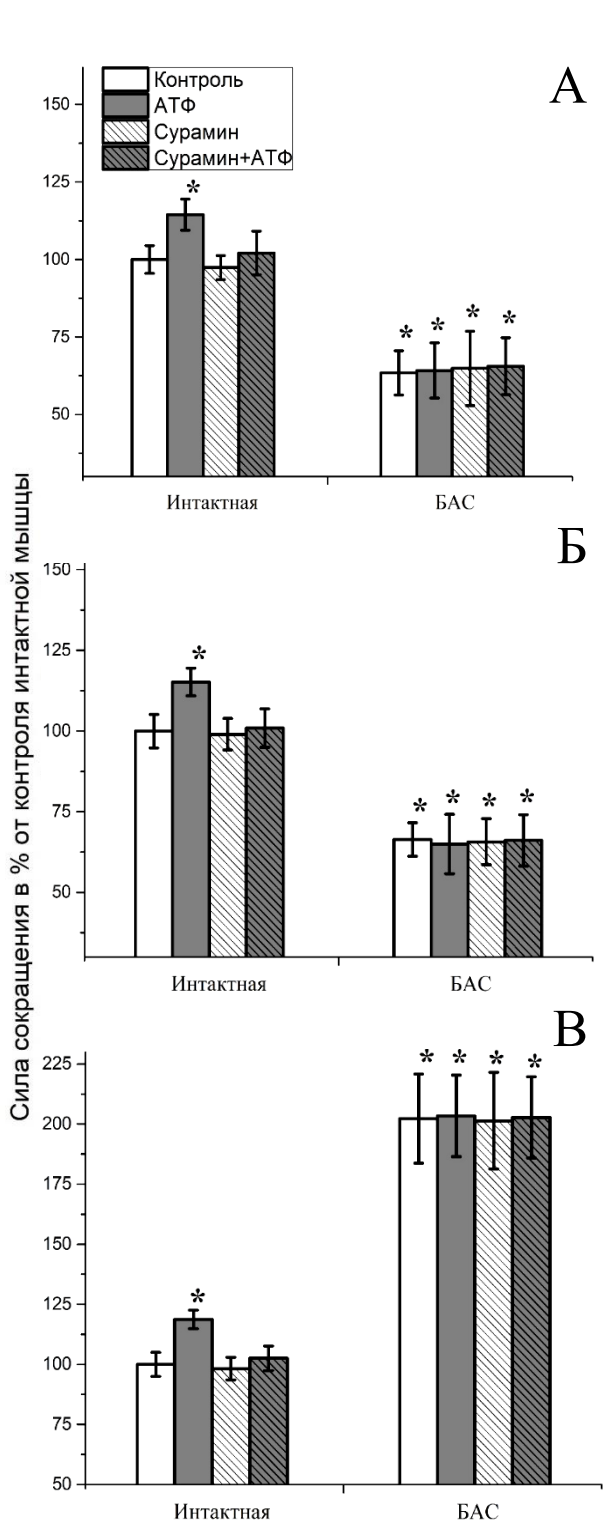 А
Контроль
АТФ
Сурамин
Сурамин+АТФ
150
125
100
75
50
*
* * * *
Интактная БАС
Сила сокращения в % от контроля интактной мышцы
Б
150
125
100
75
50
*
* * * *
Интактная БАС
В
225
200
175
150
125
100
75
50
* * * *
*
Интактная БАС